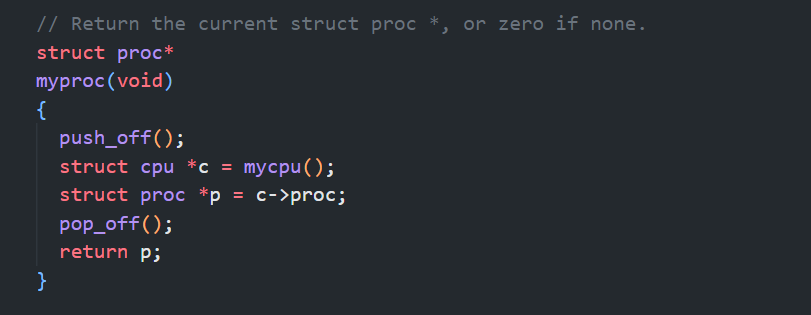 // Return the current struct proc *, or zero if none.
struct proc*
myproc(void)
{
  push_off();
  struct cpu *c = mycpu();
  struct proc *p = c->proc;
  pop_off();
  return p;
}